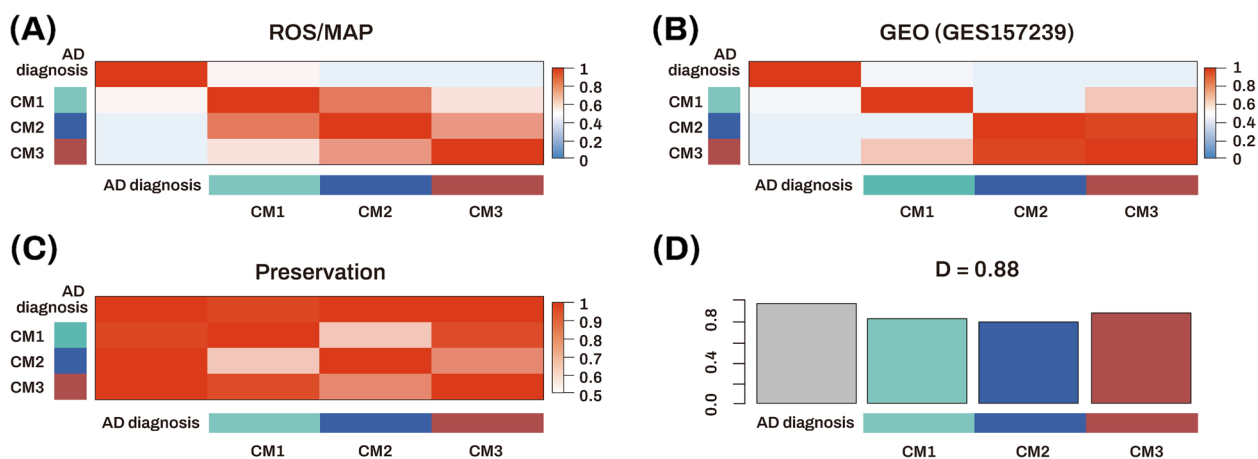 (A)
ROS/MAP
AD
diagnosis
CM1
CM2
CM3
1
0.8
0.6
0.4
0.2
0
AD diagnosis
CM1
CM2
CM3
(B)
GEO (GES157239)
AD
diagnosis
CM1
CM2
CM3
1
0.8
0.6
0.4
0.2
0
AD diagnosis
CM1
CM2
CM3
(C)
Preservation
AD
diagnosis
CM1
CM2
CM3
1
0.9
0.8
0.7
0.6
0.5
AD diagnosis
CM1
CM2
CM3
(D)
D = 0.88
0.8
0.4
0.0
AD diagnosis
CM1
CM2
CM3